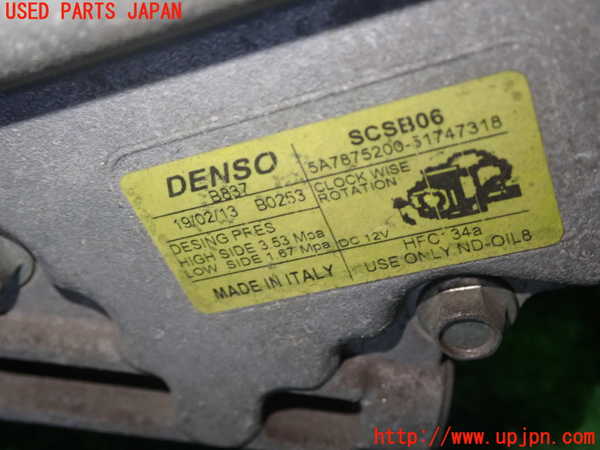 USED PARTS JAPAN
DENSO SCSB06
B837 5A7875200-51747318
19/02/13 B0253 CLOCK WISE
ROTATION
DESING PRES
HIGH SIDE 3.53 Mpa
LOW SIDE 1.67 Mpa DC 12V HFC-34a
MADE IN ITALY USE ONLY ND-OIL8
http://www.upjpn.com/